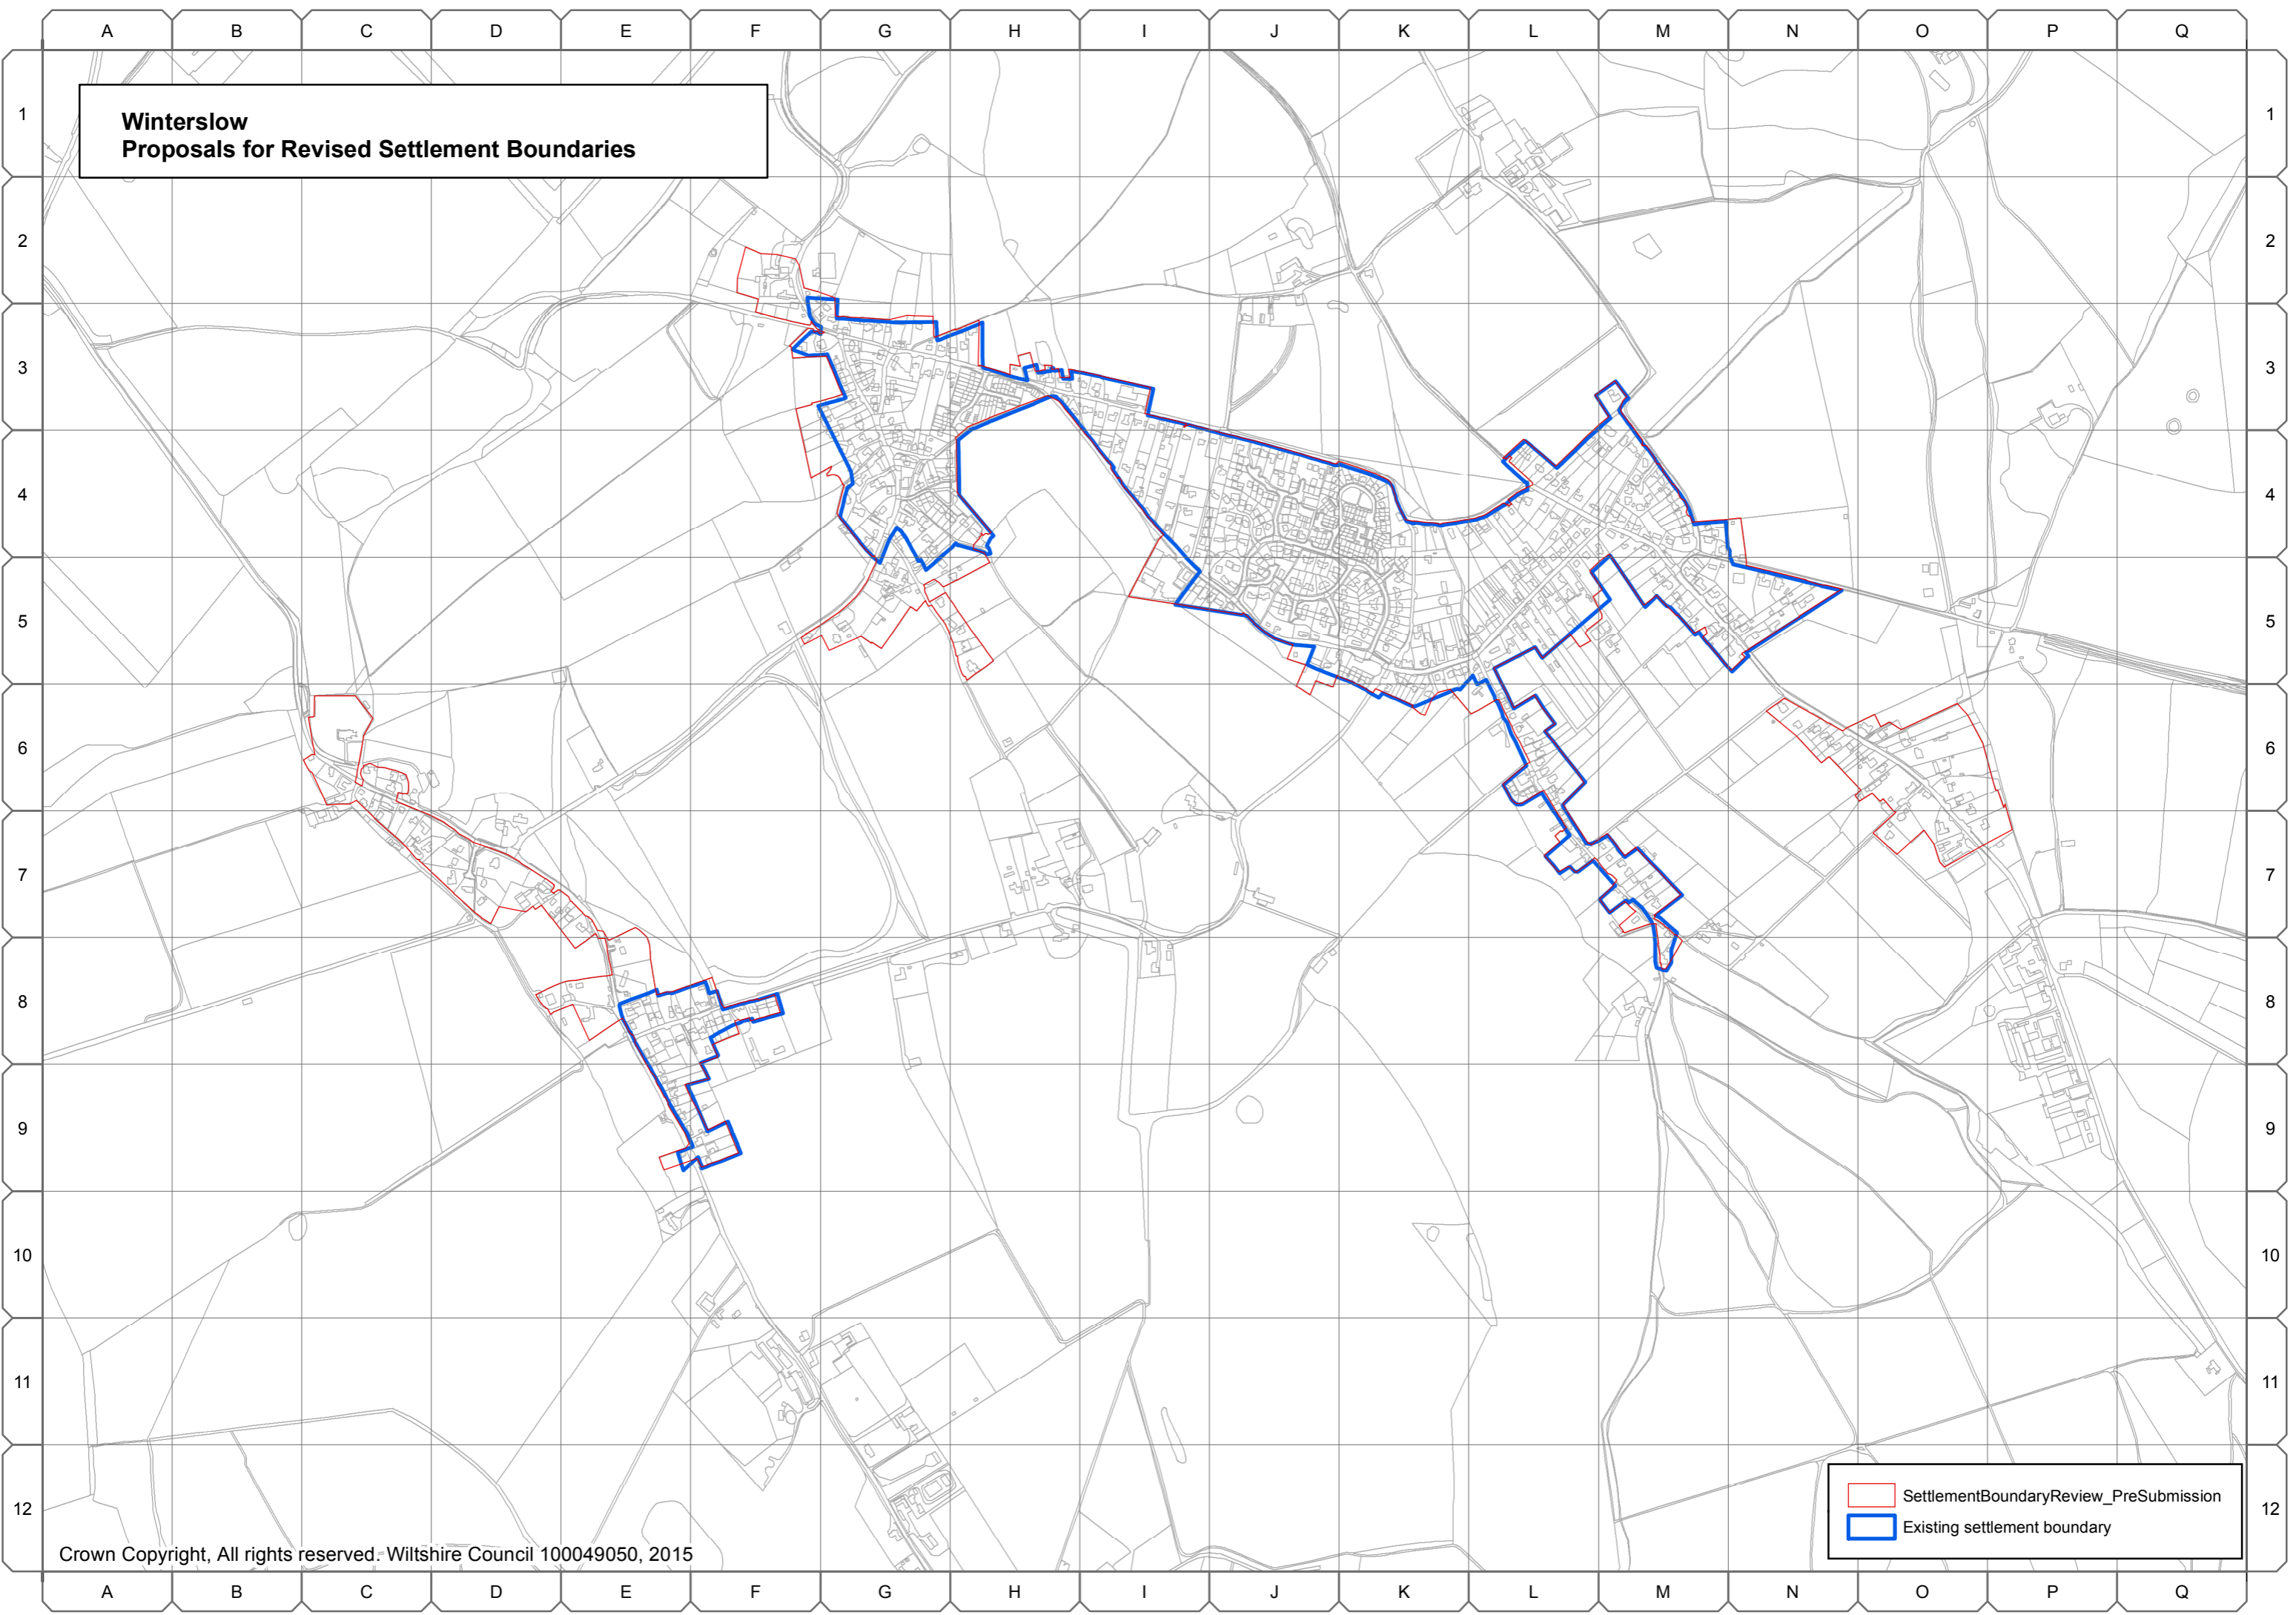 A B C D E F G H I J K L M N O P Q
Winterslow
Proposals for Revised Settlement Boundaries
1 1
2 2
3 3
4 4
5 5
6 6
7 7
8 8
9 9
10 10
11 11
12 12
SettlementBoundaryReview_PreSubmission
Existing settlement boundary
Crown Copyright, All rights reserved. Wiltshire Council 100049050, 2015
A B C D E F G H I J K L M N O P Q